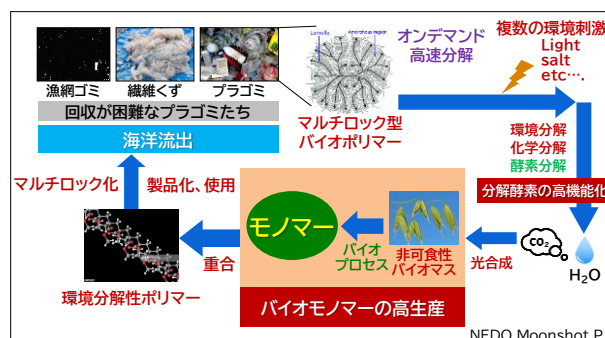 漁網ゴミ
繊維くず
プラゴミ
回収が困難なプラゴミたち
海洋流出
Lamella
Amorphous region
マルチロック型
バイオポリマー
オンデマンド
高速分解
複数の環境刺激
Light
salt
etc….
環境分解
化学分解
酵素分解
分解酵素の高機能化
CO₂
H₂O
光合成
非可食性
バイオマス
バイオ
プロセス
モノマー
バイオモノマーの高生産
重合
環境分解性ポリマー
マルチロック化
製品化、使用
NEDO Moonshot P